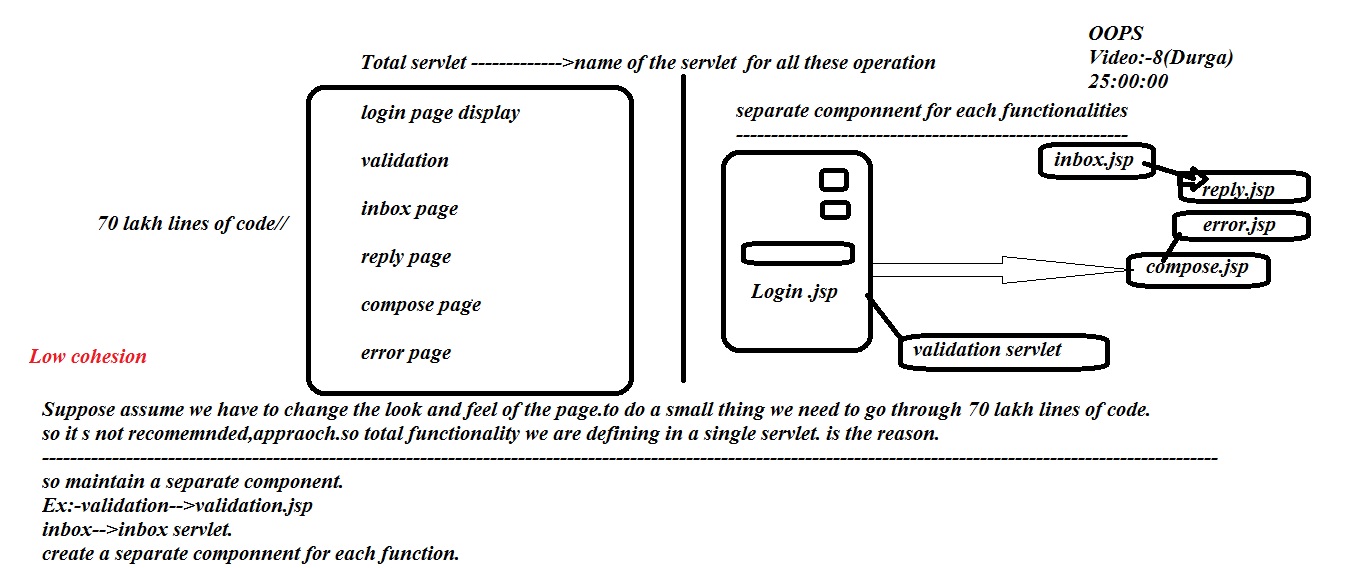 OOPS
Video:-8(Durga)
25:00:00
Total servlet ------------->name of the servlet  for all these operation
separate componnent for each functionalities
--------------------------------------------------------
login page display
validation
inbox page
reply page
compose page
error page
70 lakh lines of code//
Low cohesion
inbox.jsp
reply.jsp
error.jsp
compose.jsp
Login .jsp
validation servlet
Suppose assume we have to change the look and feel of the page.to do a small thing we need to go through 70 lakh lines of code.
so it s not recomemnded,appraoch.so total functionality we are defining in a single servlet. is the reason.
------------------------------------------------------------------------------------------------------------------------------------------------------------------------
so maintain a separate component.
Ex:-validation-->validation.jsp
inbox-->inbox servlet.
create a separate componnent for each function.